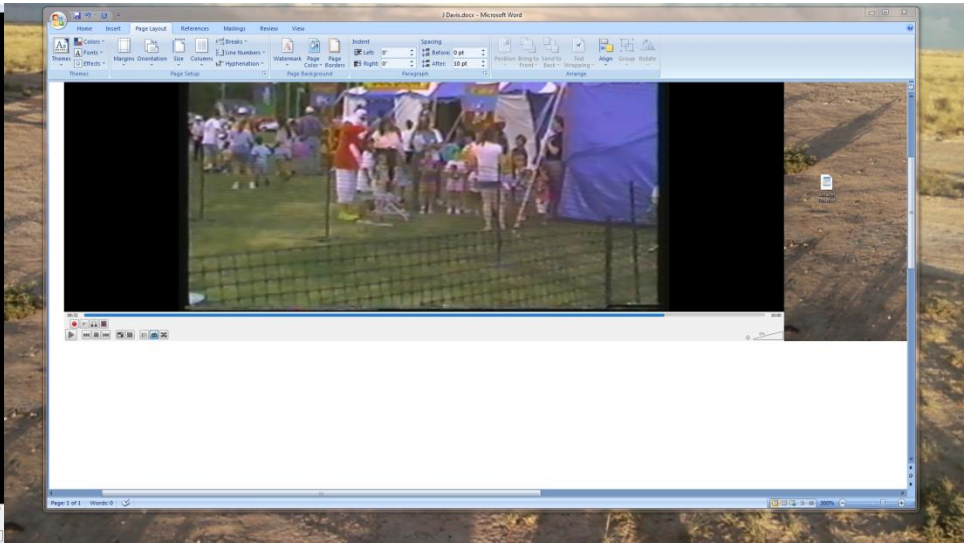 J Davis.docx - Microsoft Word
Home Insert Page Layout References Mailings Review View
Colors Breaks Indent Spacing
Themes Fonts Margins Orientation Size Columns Line Numbers Watermark Page Color Page Borders Left: 0" Before: 0 pt Position Bring to Front Send to Back Text Wrapping Align Group Rotate
Effects Hyphenation Right: 0" After: 10 pt
Themes Page Setup Page Background Paragraph Arrange
Page: 1 of 1 Words: 0 300%